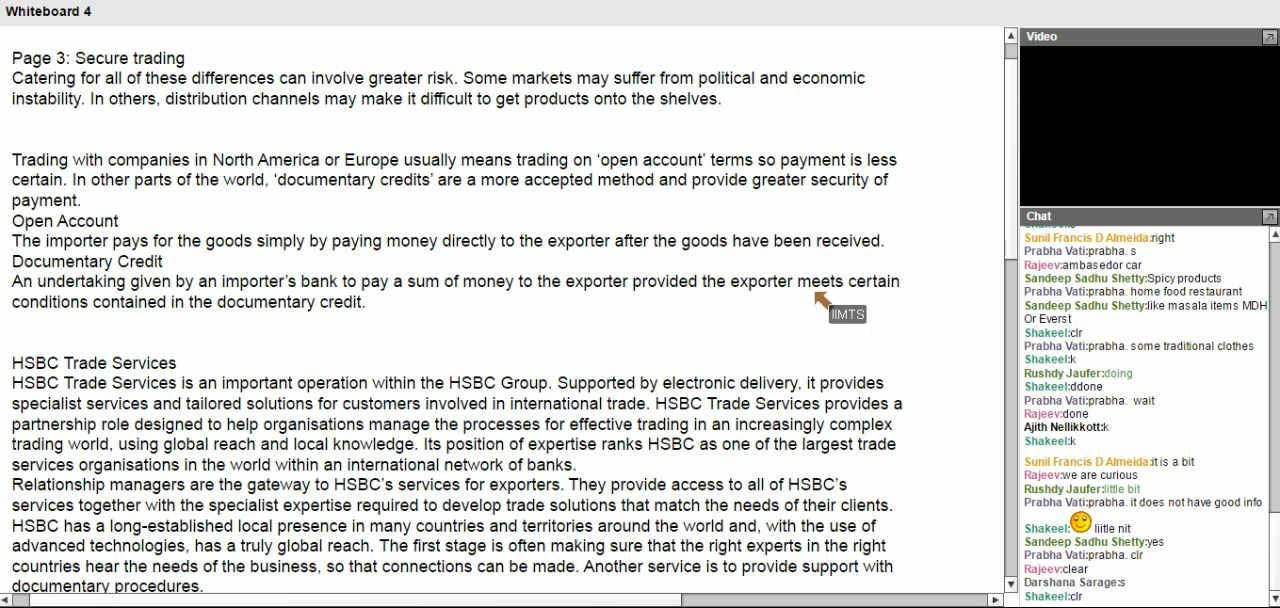 Whiteboard 4
Page 3: Secure trading
Catering for all of these differences can involve greater risk. Some markets may suffer from political and economic
instability. In others, distribution channels may make it difficult to get products onto the shelves.
Trading with companies in North America or Europe usually means trading on ‘open account’ terms so payment is less
certain. In other parts of the world, ‘documentary credits’ are a more accepted method and provide greater security of
payment.
Open Account
The importer pays for the goods simply by paying money directly to the exporter after the goods have been received.
Documentary Credit
An undertaking given by an importer’s bank to pay a sum of money to the exporter provided the exporter meets certain
conditions contained in the documentary credit.
IIMTS
HSBC Trade Services
HSBC Trade Services is an important operation within the HSBC Group. Supported by electronic delivery, it provides
specialist services and tailored solutions for customers involved in international trade. HSBC Trade Services provides a
partnership role designed to help organisations manage the processes for effective trading in an increasingly complex
trading world, using global reach and local knowledge. Its position of expertise ranks HSBC as one of the largest trade
services organisations in the world within an international network of banks.
Relationship managers are the gateway to HSBC’s services for exporters. They provide access to all of HSBC’s
services together with the specialist expertise required to develop trade solutions that match the needs of their clients.
HSBC has a long-established local presence in many countries and territories around the world and, with the use of
advanced technologies, has a truly global reach. The first stage is often making sure that the right experts in the right
countries hear the needs of the business, so that connections can be made. Another service is to provide support with
documentary procedures.
Video
Chat
Sunil Francis D Almeida:right
Prabha Vati:prabha. s
Rajeev:ambasedor car
Sandeep Sadhu Shetty:Spicy products
Prabha Vati:prabha. home food restaurant
Sandeep Sadhu Shetty:like masala items MDH
Or Everst
Shakeel:clr
Prabha Vati:prabha. some traditional clothes
Shakeel:k
Rushdy Jaufer:doing
Shakeel:ddone
Prabha Vati:prabha. wait
Rajeev:done
Ajith Nellikkott:k
Shakeel:k
Sunil Francis D Almeida:it is a bit
Rajeev:we are curious
Rushdy Jaufer:little bit
Prabha Vati:prabha. it does not have good info
Shakeel: liitle nit
Sandeep Sadhu Shetty:yes
Prabha Vati:prabha. clr
Rajeev:clear
Darshana Sarage:s
Shakeel:clr